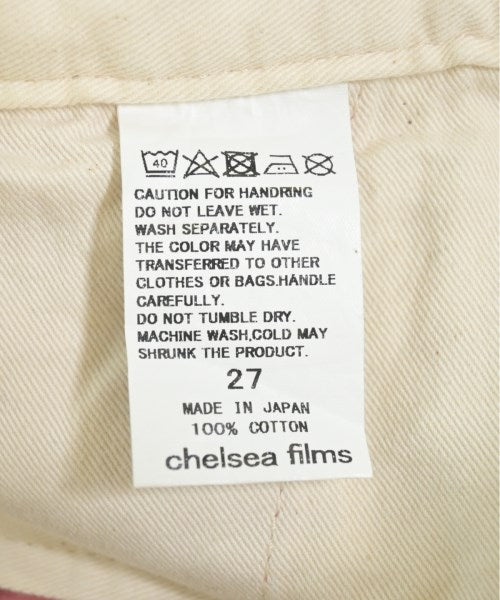 40
CAUTION FOR HANDRING
DO NOT LEAVE WET.
WASH SEPARATELY.
THE COLOR MAY HAVE
TRANSFERRED TO OTHER
CLOTHES OR BAGS.HANDLE
CAREFULLY.
DO NOT TUMBLE DRY.
MACHINE WASH,COLD MAY
SHRUNK THE PRODUCT.
27
MADE IN JAPAN
100% COTTON
chelsea films